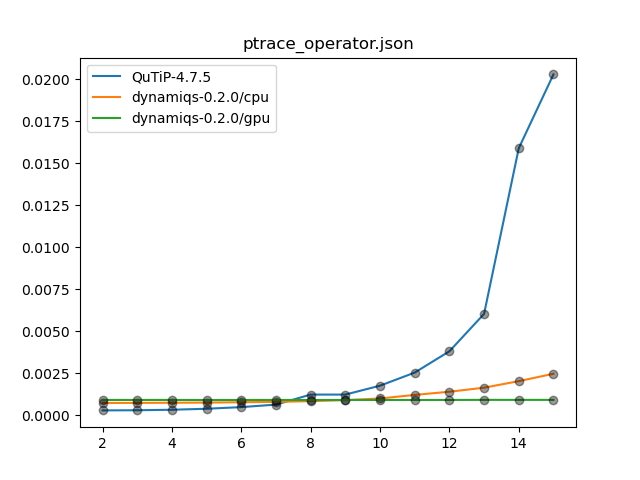 ptrace_operator.json
QuTiP-4.7.5
dynamiqs-0.2.0/cpu
dynamiqs-0.2.0/gpu
0.0200
0.0175
0.0150
0.0125
0.0100
0.0075
0.0050
0.0025
0.0000
2 4 6 8 10 12 14